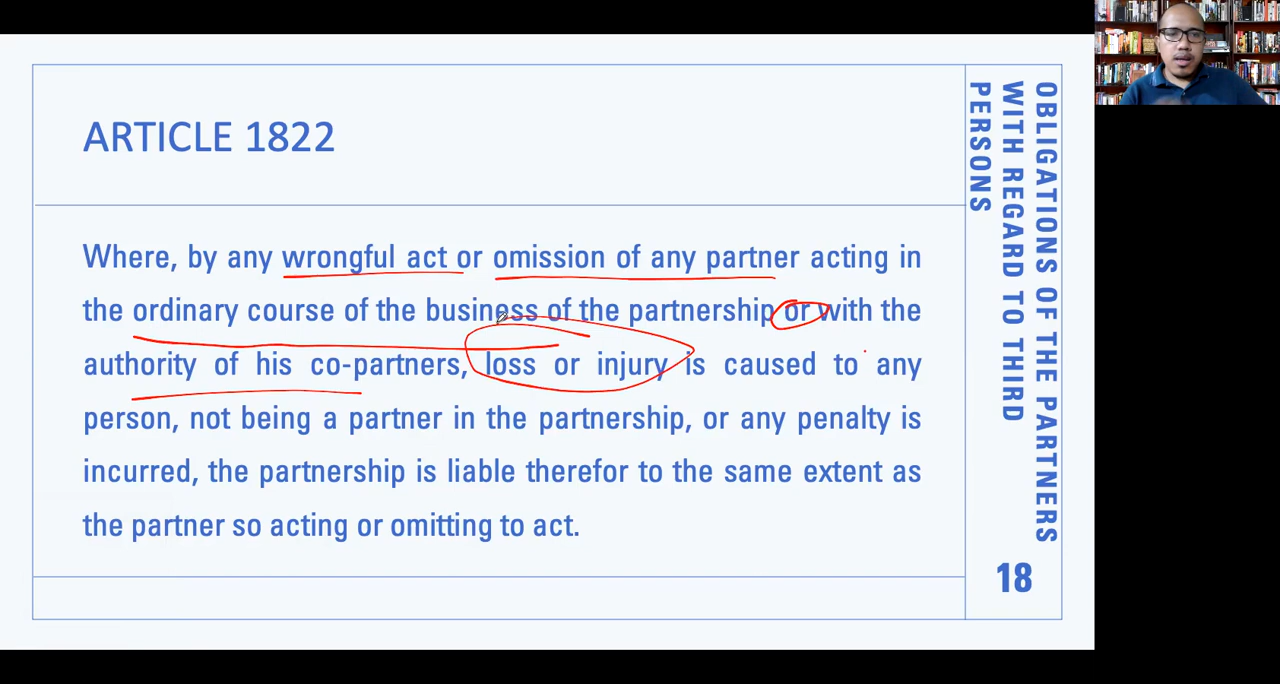 ARTICLE 1822
Where, by any wrongful act or omission of any partner acting in
the ordinary course of the business of the partnership or with the
authority of his co-partners, loss or injury is caused to any
person, not being a partner in the partnership, or any penalty is
incurred, the partnership is liable therefor to the same extent as
the partner so acting or omitting to act.
OBLIGATIONS OF THE PARTNERS
WITH REGARD TO THIRD
PERSONS
18